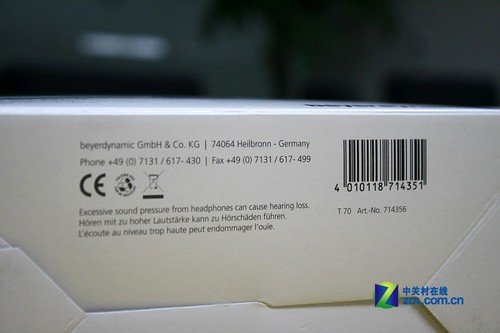 beyerdynamic GmbH & Co. KG | 74064 Heilbronn - Germany
Phone +49 (0) 7131 / 617- 430 | Fax +49 (0) 7131 / 617- 499
CE
4 010118 714351
Excessive sound pressure from headphones can cause hearing loss.
Hören mit zu hoher Lautstärke kann zu Hörschäden führen.
L'écoute au niveau trop haute peut endommager l'ouïe.
T 70 Art.-No. 714356
中关村在线
zol.com.cn